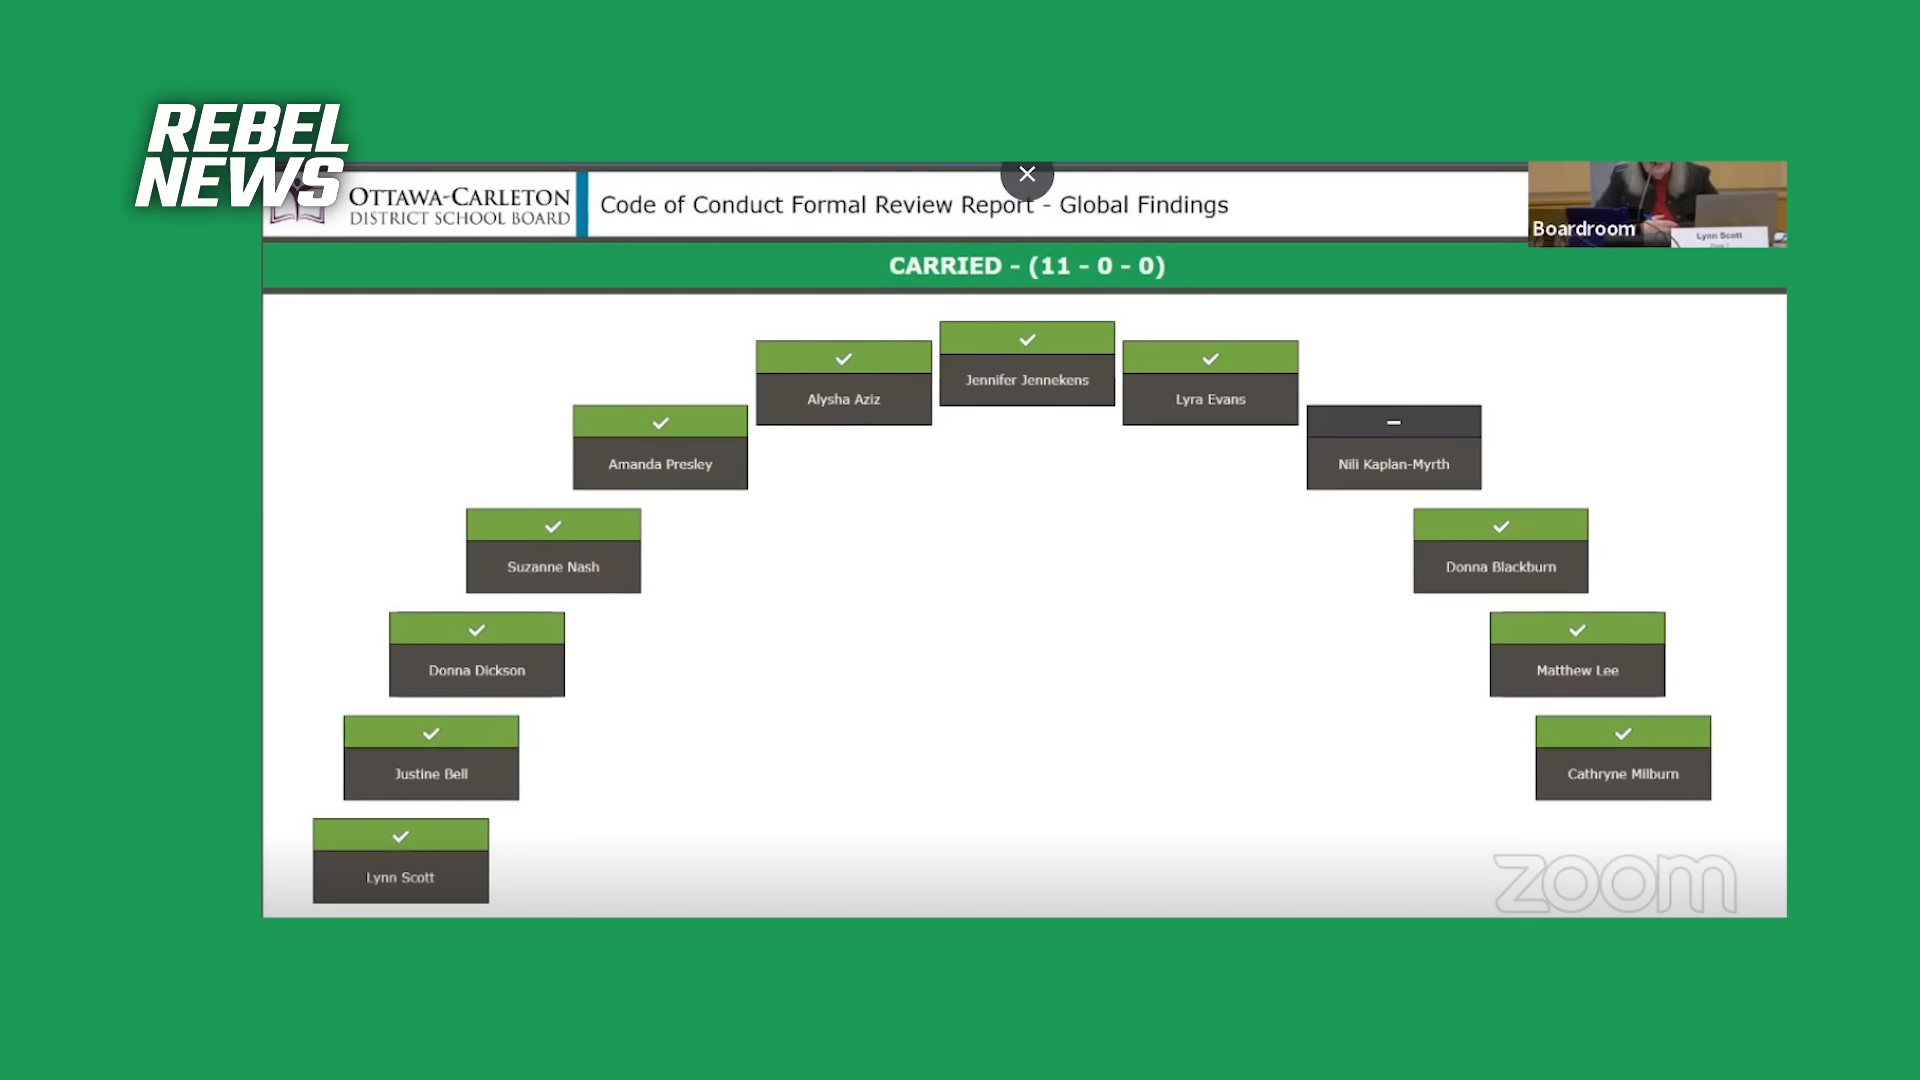 REBEL
NEWS
OTTAWA-CARLETON
DISTRICT SCHOOL BOARD
Code of Conduct Formal Review Report - Global Findings
Boardroom
Lynn Scott
CARRIED - (11 - 0 - 0)
Jennifer Jennekens
Alysha Aziz
Lyra Evans
Amanda Presley
Nili Kaplan-Myrth
Suzanne Nash
Donna Blackburn
Donna Dickson
Matthew Lee
Justine Bell
Cathryne Milburn
Lynn Scott
zoom